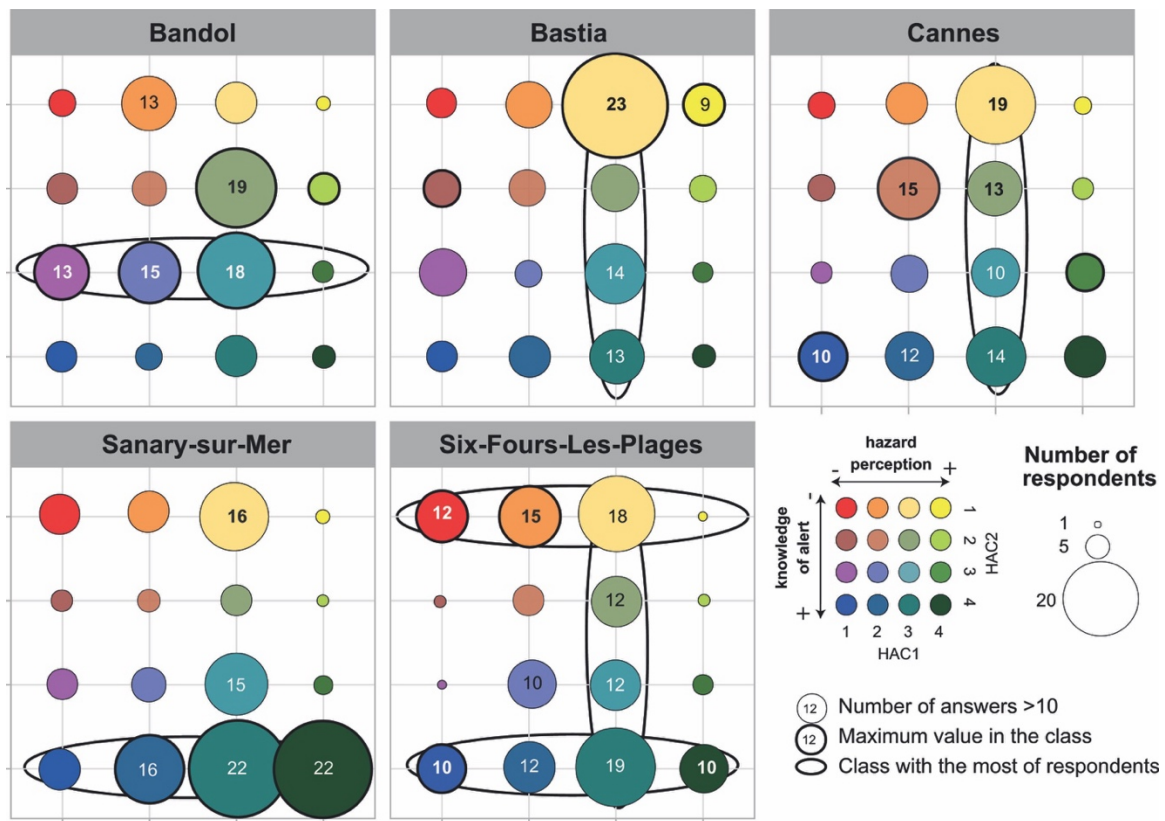 Bandol
Bastia
Cannes
13
23
9
19
19
15
13
13
15
18
14
10
13
10
12
14
Sanary-sur-Mer
Six-Fours-Les-Plages
16
12
15
18
12
15
10
12
16
22
22
10
12
19
10
- hazard perception +
knowledge of alert
-
+
1
2
3
4
HAC2
1 2 3 4
HAC1
Number of
respondents
1
5
20
12 Number of answers >10
12 Maximum value in the class
Class with the most of respondents